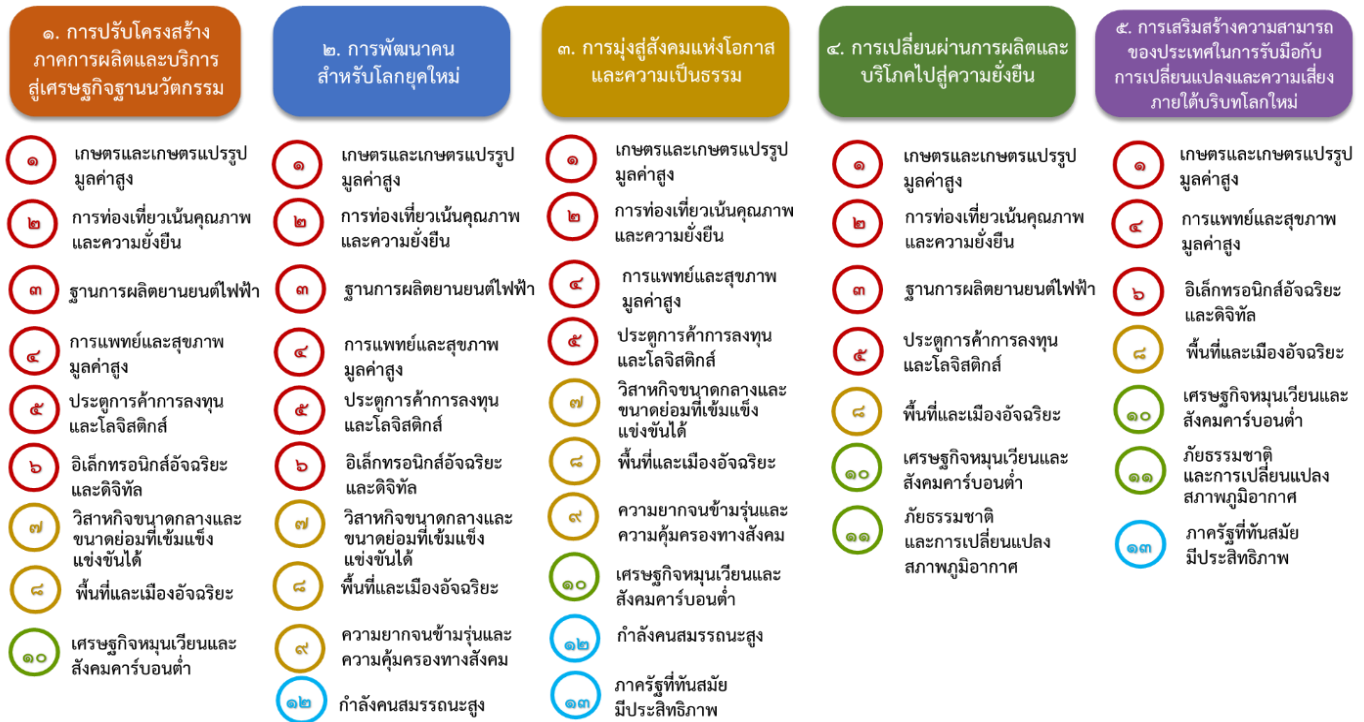 ๑. การปรับโครงสร้าง
ภาคการผลิตและบริการ
สู่เศรษฐกิจฐานนวัตกรรม
๑
เกษตรและเกษตรแปรรูป
มูลค่าสูง
๒
การท่องเที่ยวเน้นคุณภาพ
และความยั่งยืน
๓
ฐานการผลิตยานยนต์ไฟฟ้า
๔
การแพทย์และสุขภาพ
มูลค่าสูง
๕
ประตูการค้าการลงทุน
และโลจิสติกส์
๖
อิเล็กทรอนิกส์อัจฉริยะ
และดิจิทัล
๗
วิสาหกิจขนาดกลางและ
ขนาดย่อมที่เข้มแข็ง
แข่งขันได้
๘
พื้นที่และเมืองอัจฉริยะ
๑๐
เศรษฐกิจหมุนเวียนและ
สังคมคาร์บอนต่ำ
๒. การพัฒนาคน
สำหรับโลกยุคใหม่
๑
เกษตรและเกษตรแปรรูป
มูลค่าสูง
๒
การท่องเที่ยวเน้นคุณภาพ
และความยั่งยืน
๓
ฐานการผลิตยานยนต์ไฟฟ้า
๔
การแพทย์และสุขภาพ
มูลค่าสูง
๕
ประตูการค้าการลงทุน
และโลจิสติกส์
๖
อิเล็กทรอนิกส์อัจฉริยะ
และดิจิทัล
๗
วิสาหกิจขนาดกลางและ
ขนาดย่อมที่เข้มแข็ง
แข่งขันได้
๘
พื้นที่และเมืองอัจฉริยะ
๙
ความยากจนข้ามรุ่นและ
ความคุ้มครองทางสังคม
๑๒
กำลังคนสมรรถนะสูง
๓. การมุ่งสู่สังคมแห่งโอกาส
และความเป็นธรรม
๑
เกษตรและเกษตรแปรรูป
มูลค่าสูง
๒
การท่องเที่ยวเน้นคุณภาพ
และความยั่งยืน
๔
การแพทย์และสุขภาพ
มูลค่าสูง
๕
ประตูการค้าการลงทุน
และโลจิสติกส์
๗
วิสาหกิจขนาดกลางและ
ขนาดย่อมที่เข้มแข็ง
แข่งขันได้
๘
พื้นที่และเมืองอัจฉริยะ
๙
ความยากจนข้ามรุ่นและ
ความคุ้มครองทางสังคม
๑๐
เศรษฐกิจหมุนเวียนและ
สังคมคาร์บอนต่ำ
๑๒
กำลังคนสมรรถนะสูง
๑๓
ภาครัฐที่ทันสมัย
มีประสิทธิภาพ
๔. การเปลี่ยนผ่านการผลิตและ
บริโภคไปสู่ความยั่งยืน
๑
เกษตรและเกษตรแปรรูป
มูลค่าสูง
๒
การท่องเที่ยวเน้นคุณภาพ
และความยั่งยืน
๓
ฐานการผลิตยานยนต์ไฟฟ้า
๕
ประตูการค้าการลงทุน
และโลจิสติกส์
๘
พื้นที่และเมืองอัจฉริยะ
๑๐
เศรษฐกิจหมุนเวียนและ
สังคมคาร์บอนต่ำ
๑๑
ภัยธรรมชาติ
และการเปลี่ยนแปลง
สภาพภูมิอากาศ
๕. การเสริมสร้างความสามารถ
ของประเทศในการรับมือกับ
การเปลี่ยนแปลงและความเสี่ยง
ภายใต้บริบทโลกใหม่
๑
เกษตรและเกษตรแปรรูป
มูลค่าสูง
๔
การแพทย์และสุขภาพ
มูลค่าสูง
๖
อิเล็กทรอนิกส์อัจฉริยะ
และดิจิทัล
๘
พื้นที่และเมืองอัจฉริยะ
๑๐
เศรษฐกิจหมุนเวียนและ
สังคมคาร์บอนต่ำ
๑๑
ภัยธรรมชาติ
และการเปลี่ยนแปลง
สภาพภูมิอากาศ
๑๓
ภาครัฐที่ทันสมัย
มีประสิทธิภาพ